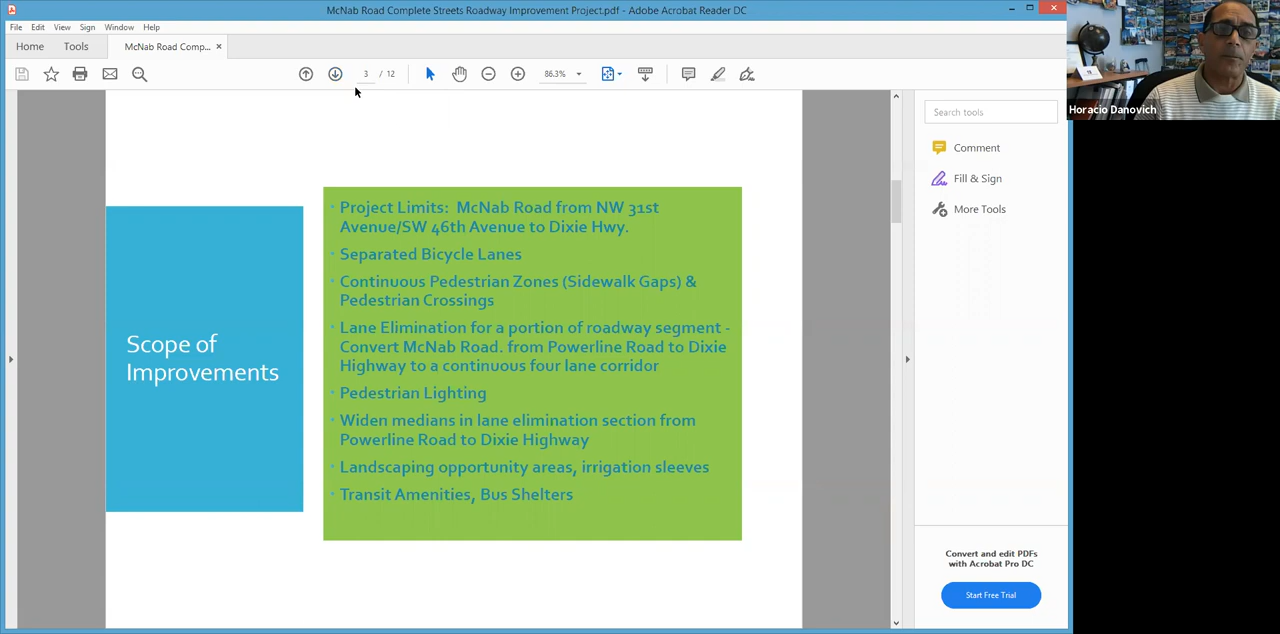 McNab Road Complete Streets Roadway Improvement Project.pdf - Adobe Acrobat Reader DC
File Edit View Sign Window Help
Home Tools McNab Road Comp... ×
3 / 12 86.3%
Search tools
Comment
Fill & Sign
More Tools
Convert and edit PDFs
with Acrobat Pro DC
Start Free Trial
Horacio Danovich
Scope of
Improvements
• Project Limits: McNab Road from NW 31st
Avenue/SW 46th Avenue to Dixie Hwy.
• Separated Bicycle Lanes
• Continuous Pedestrian Zones (Sidewalk Gaps) &
Pedestrian Crossings
• Lane Elimination for a portion of roadway segment -
Convert McNab Road. from Powerline Road to Dixie
Highway to a continuous four lane corridor
• Pedestrian Lighting
• Widen medians in lane elimination section from
Powerline Road to Dixie Highway
• Landscaping opportunity areas, irrigation sleeves
• Transit Amenities, Bus Shelters